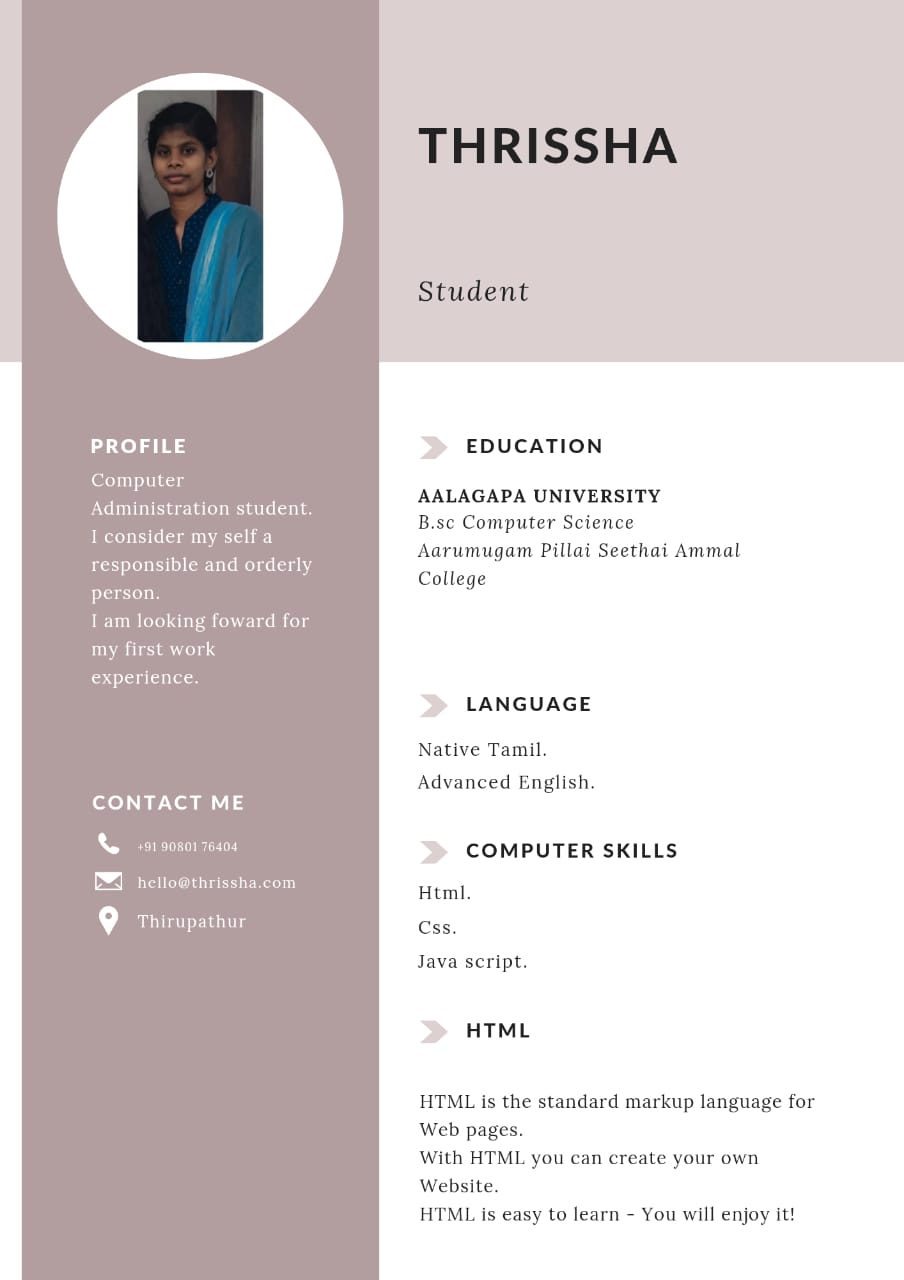 THRISSHA
Student
PROFILE
Computer
Administration student.
I consider my self a
responsible and orderly
person.
I am looking foward for
my first work
experience.
CONTACT ME
+91 90801 76404
hello@thrissha.com
Thirupathur
EDUCATION
AALAGAPA UNIVERSITY
B.sc Computer Science
Aarumugam Pillai Seethai Ammal
College
LANGUAGE
Native Tamil.
Advanced English.
COMPUTER SKILLS
Html.
Css.
Java script.
HTML
HTML is the standard markup language for
Web pages.
With HTML you can create your own
Website.
HTML is easy to learn - You will enjoy it!